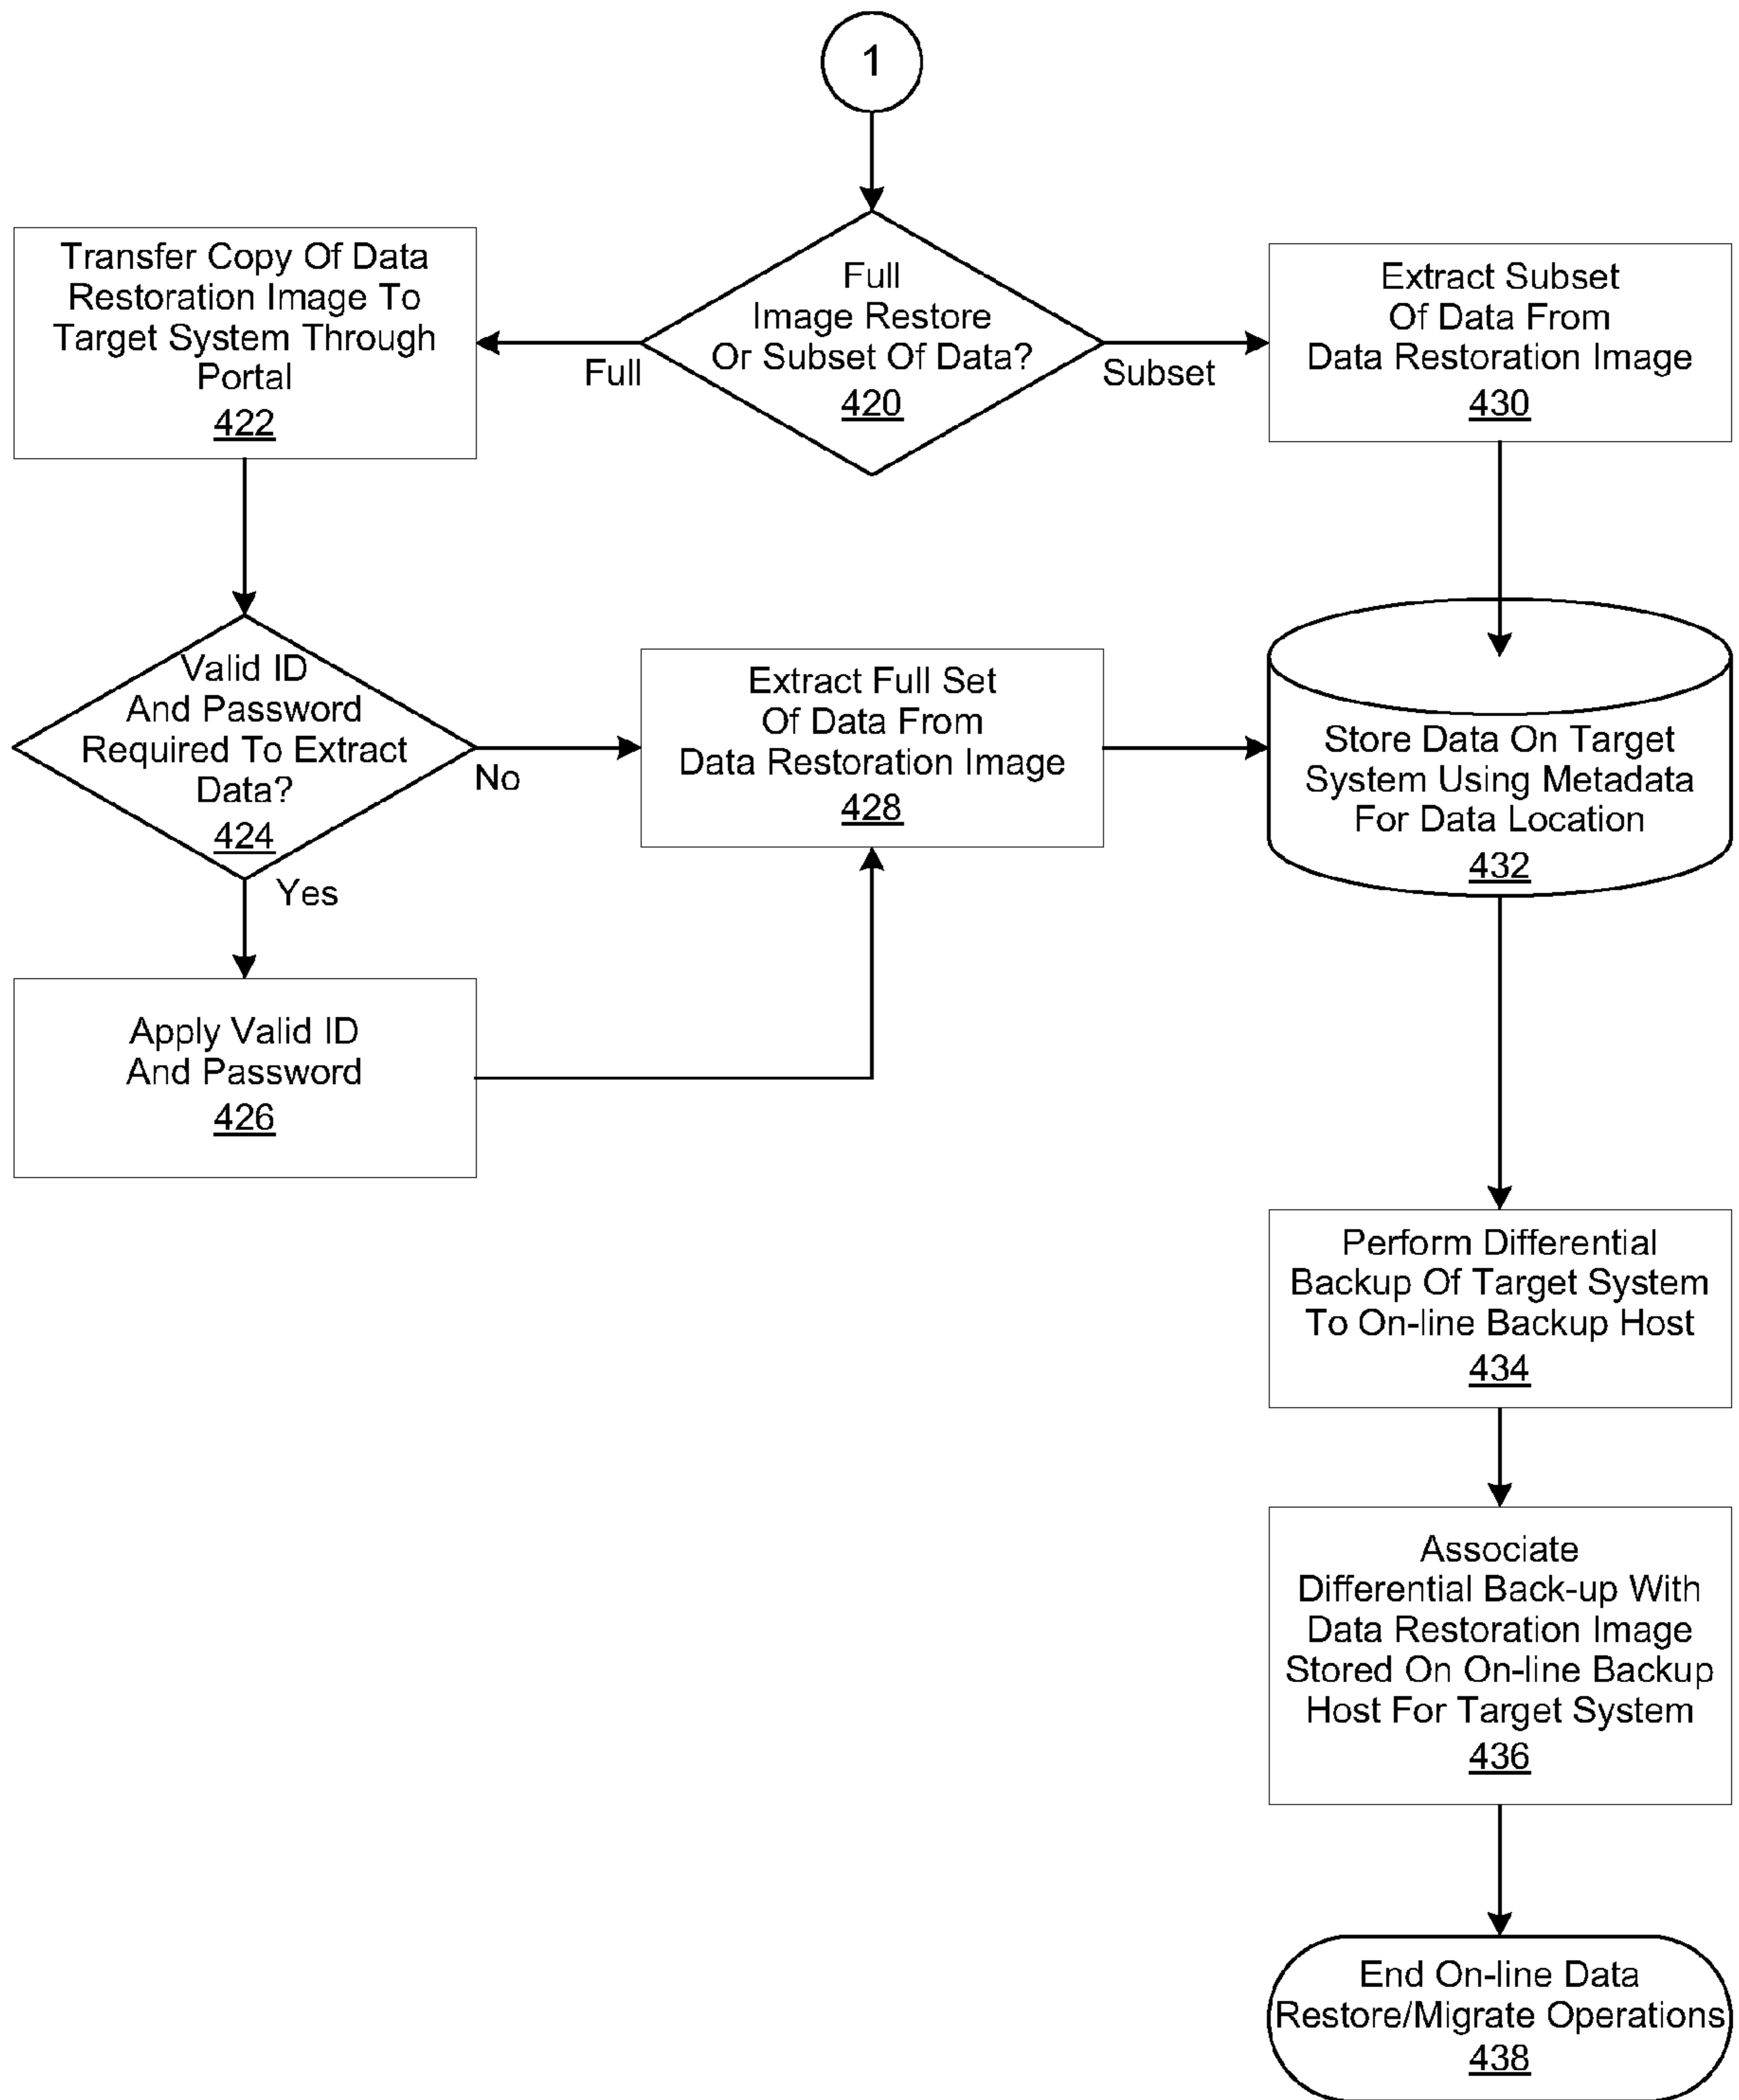 1
Full
Image Restore
Or Subset Of Data?
420
Full
Subset
Transfer Copy Of Data
Restoration Image To
Target System Through
Portal
422
Extract Subset
Of Data From
Data Restoration Image
430
Valid ID
And Password
Required To Extract
Data?
424
No
Yes
Extract Full Set
Of Data From
Data Restoration Image
428
Store Data On Target
System Using Metadata
For Data Location
432
Apply Valid ID
And Password
426
Perform Differential
Backup Of Target System
To On-line Backup Host
434
Associate
Differential Back-up With
Data Restoration Image
Stored On On-line Backup
Host For Target System
436
End On-line Data
Restore/Migrate Operations
438